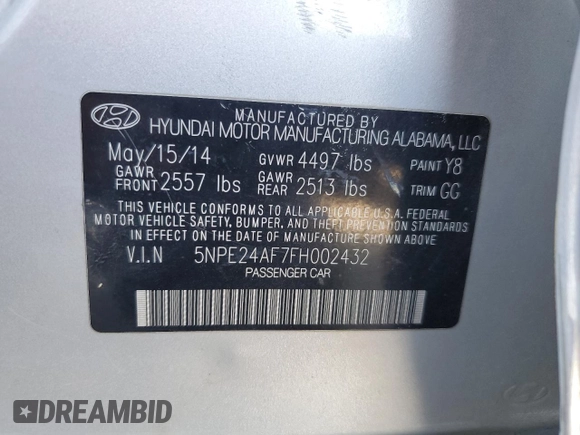 MANUFACTURED BY
HYUNDAI MOTOR MANUFACTURING ALABAMA, LLC
May/15/14 GVWR 4497 lbs PAINT Y8
GAWR FRONT 2557 lbs GAWR REAR 2513 lbs TRIM GG
THIS VEHICLE CONFORMS TO ALL APPLICABLE U.S.A. FEDERAL
MOTOR VEHICLE SAFETY, BUMPER, AND THEFT PREVENTION STANDARDS
IN EFFECT ON THE DATE OF MANUFACTURE SHOWN ABOVE
V.I.N 5NPE24AF7FH002432
PASSENGER CAR
DREAMBID